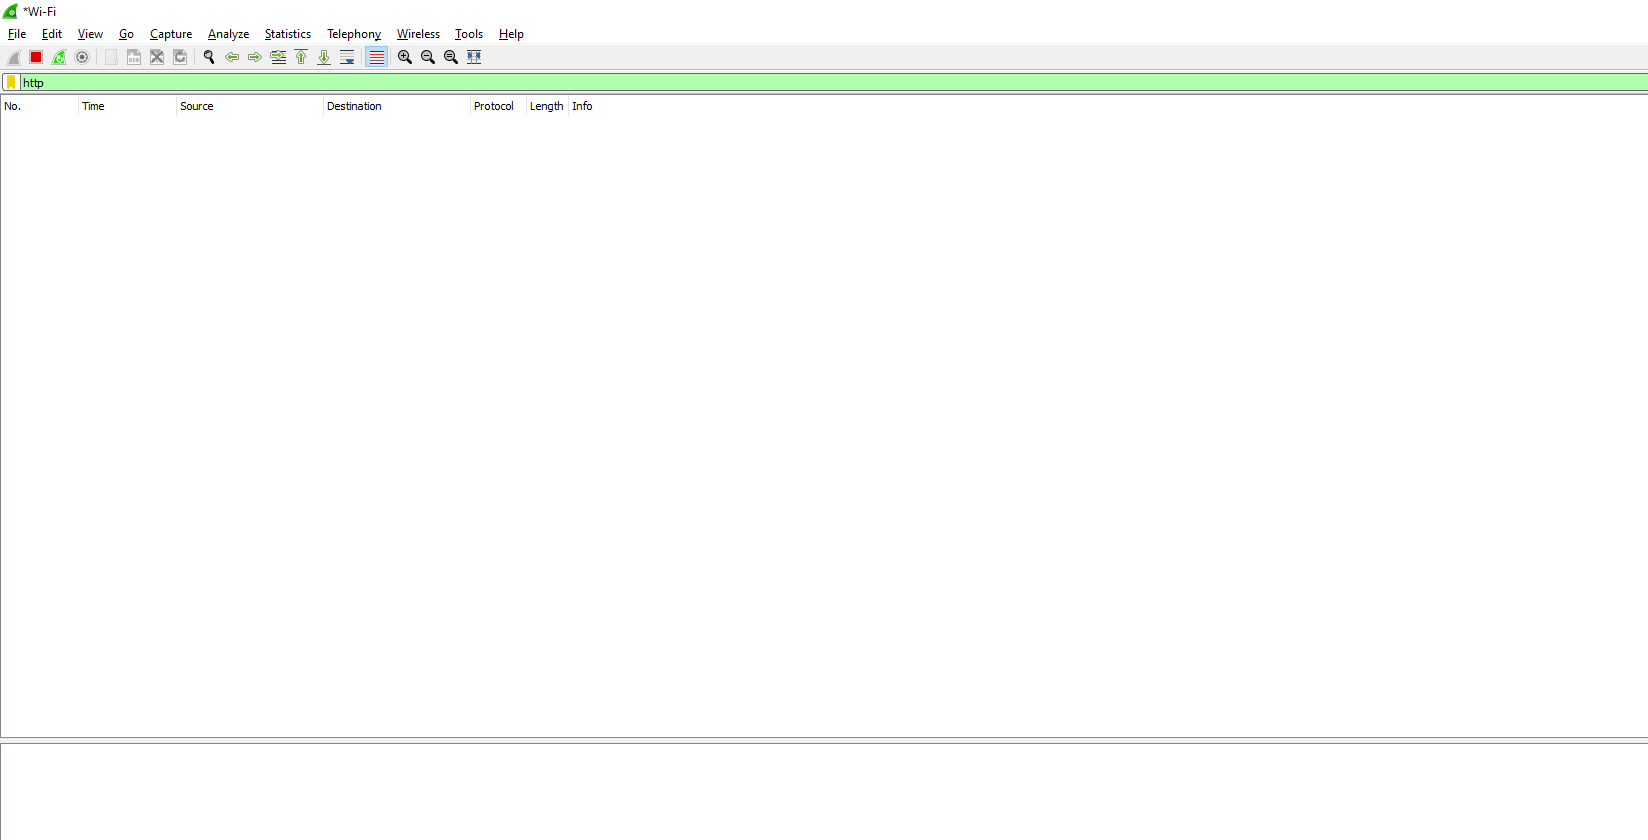 *Wi-Fi
File Edit View Go Capture Analyze Statistics Telephony Wireless Tools Help
http
No. Time Source Destination Protocol Length Info